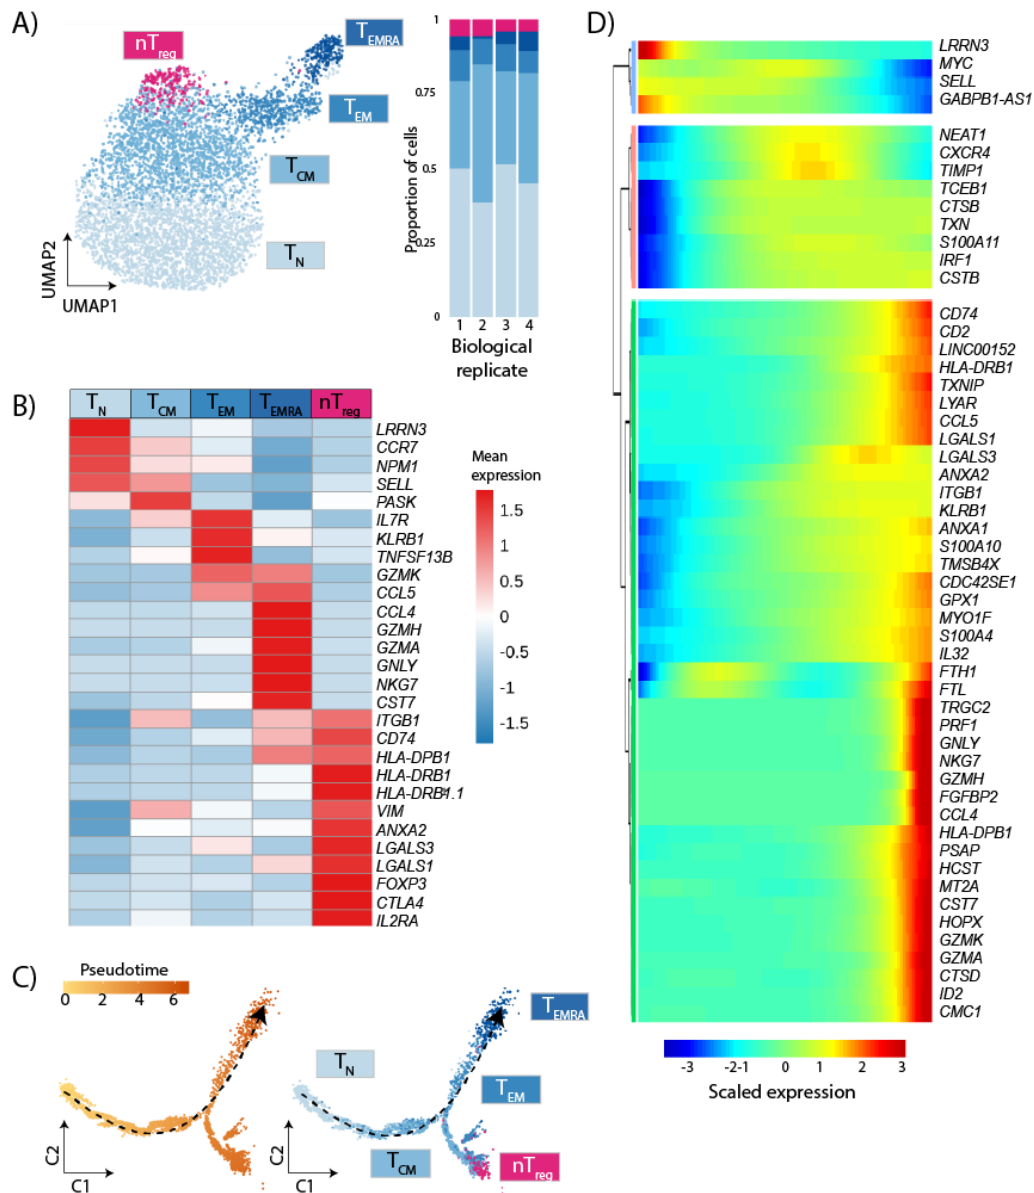 A)
nTreg
TEMRA
TEM
TCM
TN
UMAP2
UMAP1
Proportion of cells
1
0.75
0.5
0.25
0
1 2 3 4
Biological
replicate
B)
TN TCM TEM TEMRA nTreg
LRRN3
CCR7
NPM1
SELL
PASK
IL7R
KLRB1
TNFSF13B
GZMK
CCL5
CCL4
GZMH
GZMA
GNLY
NKG7
CST7
ITGB1
CD74
HLA-DPB1
HLA-DRB1
HLA-DRB1.1
VIM
ANXA2
LGALS3
LGALS1
FOXP3
CTLA4
IL2RA
Mean
expression
1.5
1
0.5
0
-0.5
-1
-1.5
C)
Pseudotime
0 2 4 6
C2
C1
TN
TCM
TEM
TEMRA
nTreg
C2
C1
D)
LRRN3
MYC
SELL
GABPB1-AS1
NEAT1
CXCR4
TIMP1
TCEB1
CTSB
TXN
S100A11
IRF1
CSTB
CD74
CD2
LINC00152
HLA-DRB1
TXNIP
LYAR
CCL5
LGALS1
LGALS3
ANXA2
ITGB1
KLRB1
ANXA1
S100A10
TMSB4X
CDC42SE1
GPX1
MYO1F
S100A4
IL32
FTH1
FTL
TRGC2
PRF1
GNLY
NKG7
GZMH
FGFBP2
CCL4
HLA-DPB1
PSAP
HCST
MT2A
CST7
HOPX
GZMK
GZMA
CTSD
ID2
CMC1
-3 -2-1 0 1 2 3
Scaled expression